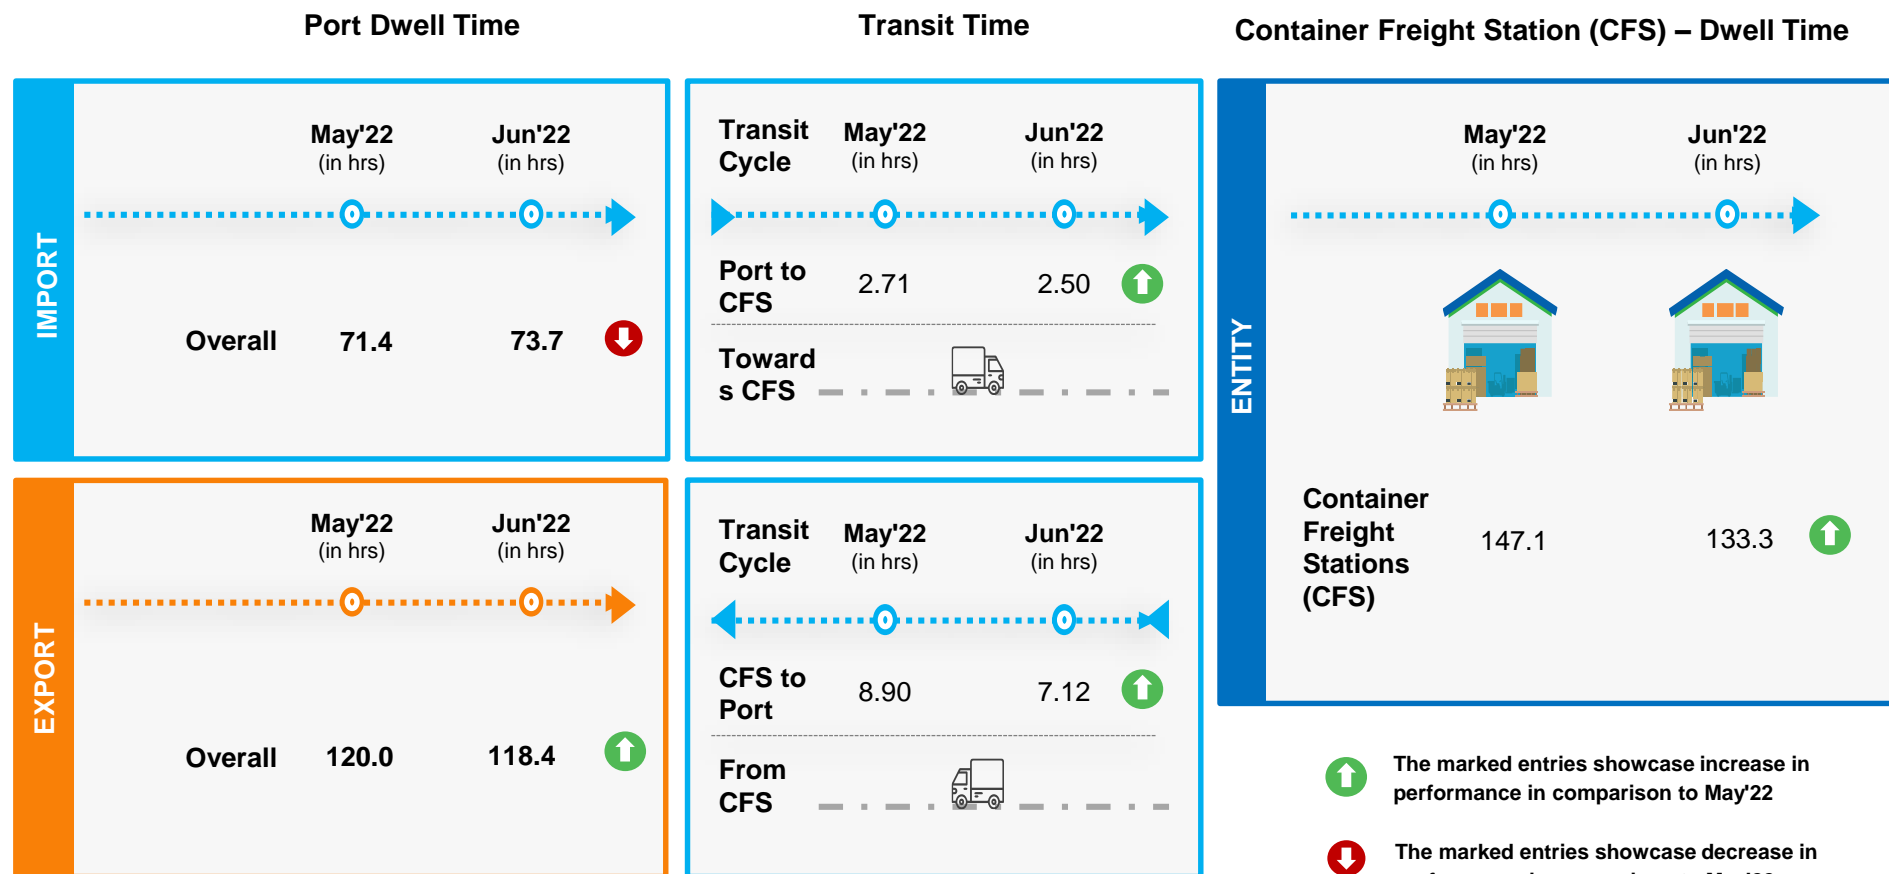 Port Dwell Time
Transit Time
Container Freight Station (CFS) – Dwell Time
IMPORT
May'22
(in hrs)
Jun'22
(in hrs)
Overall
71.4
73.7
Transit
Cycle
May'22
(in hrs)
Jun'22
(in hrs)
Port to
CFS
2.71
2.50
Toward
s CFS
ENTITY
May'22
(in hrs)
Jun'22
(in hrs)
Container
Freight
Stations
(CFS)
147.1
133.3
EXPORT
May'22
(in hrs)
Jun'22
(in hrs)
Overall
120.0
118.4
Transit
Cycle
May'22
(in hrs)
Jun'22
(in hrs)
CFS to
Port
8.90
7.12
From
CFS
The marked entries showcase increase in
performance in comparison to May'22
The marked entries showcase decrease in